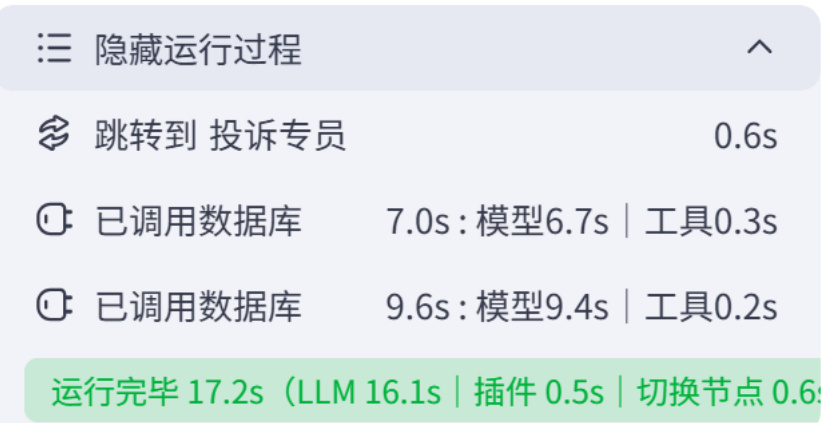 隐藏运行过程
跳转到 投诉专员 0.6s
已调用数据库 7.0s : 模型6.7s｜工具0.3s
已调用数据库 9.6s : 模型9.4s｜工具0.2s
运行完毕 17.2s（LLM 16.1s｜插件 0.5s｜切换节点 0.6s